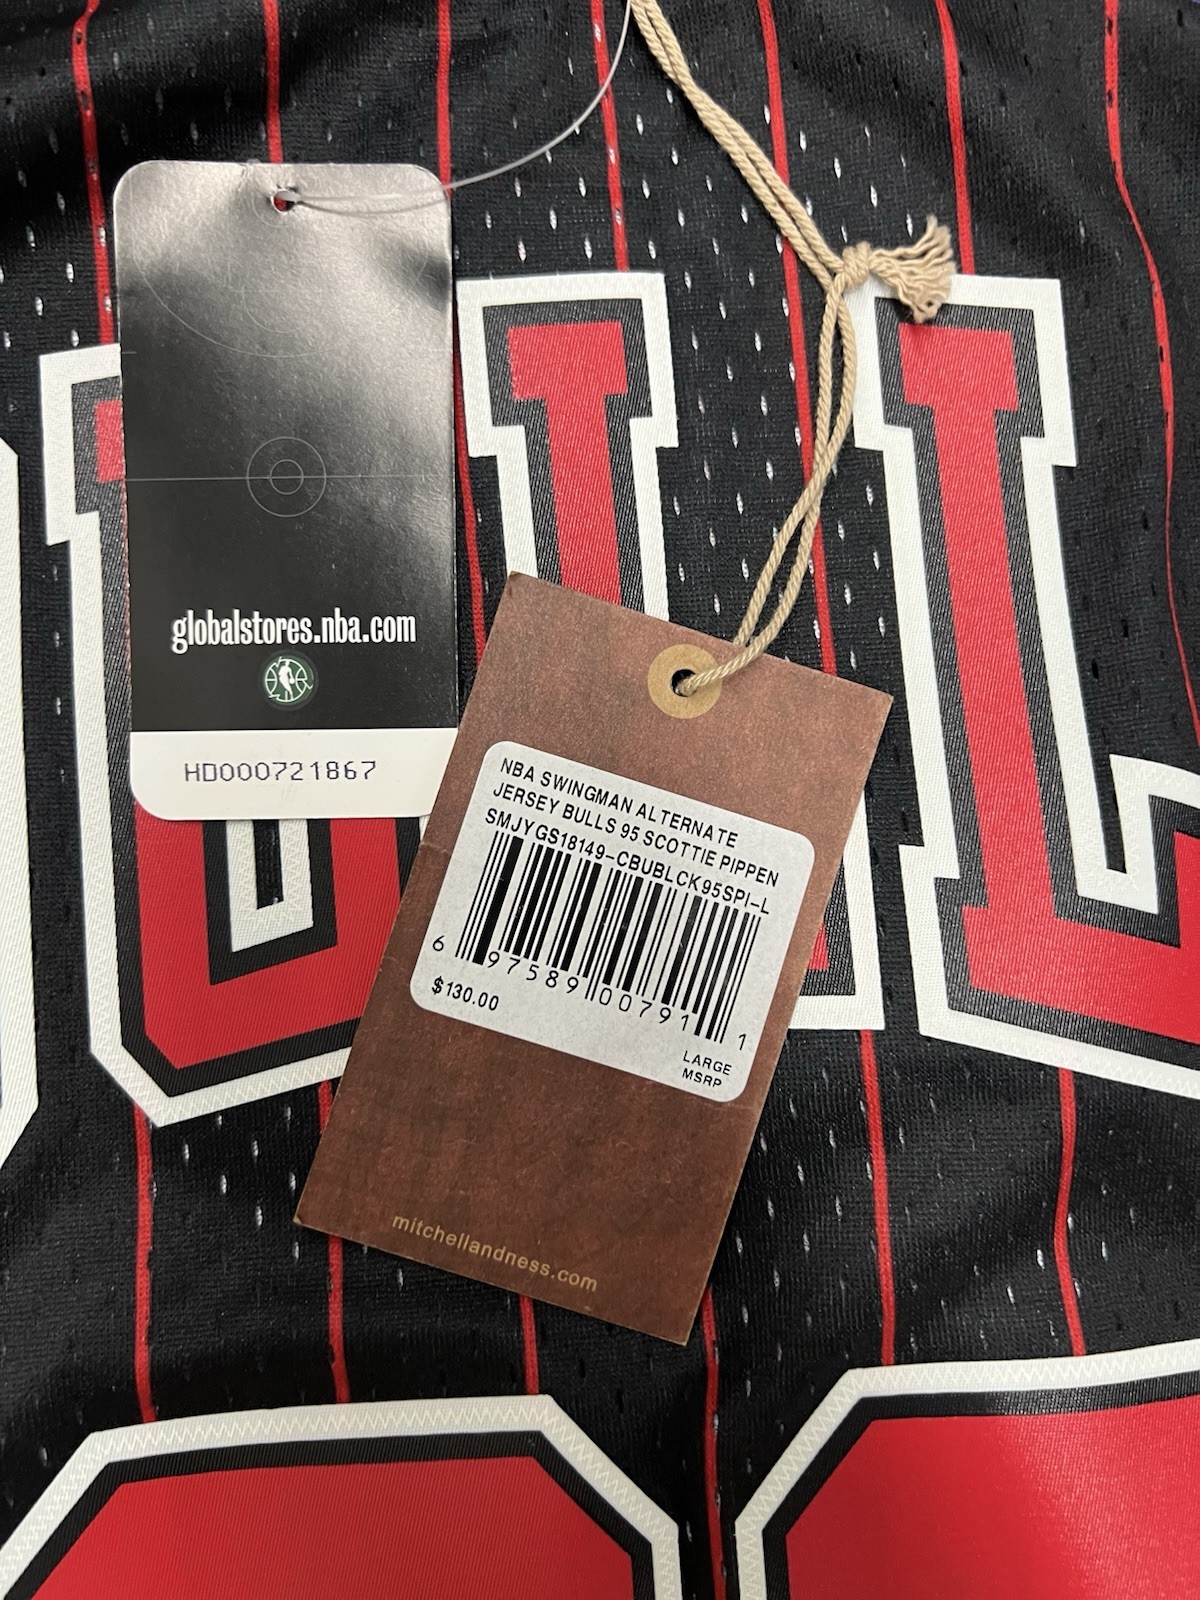 BULL
globalstores.nba.com
HD000721867
NBA SWINGMAN ALTERNATE
JERSEY BULLS 95 SCOTTIE PIPPEN
SMJYGS18149-CBUBLCK95SPI-L
6 97589 00791 1
$130.00
LARGE
MSRP
mitchellandness.com